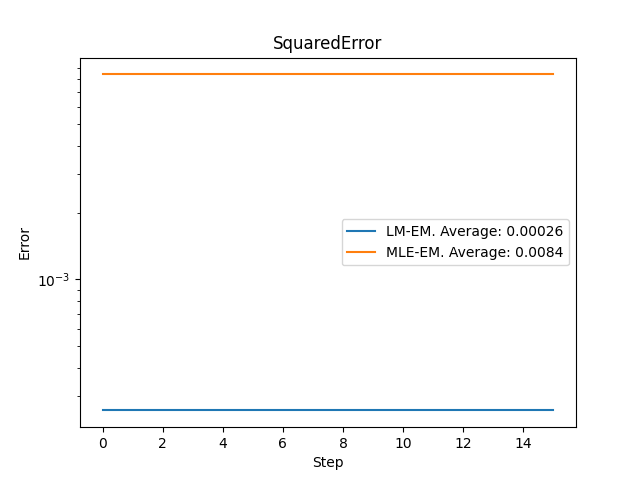 SquaredError
Error
10⁻³
LM-EM. Average: 0.00026
MLE-EM. Average: 0.0084
0 2 4 6 8 10 12 14
Step